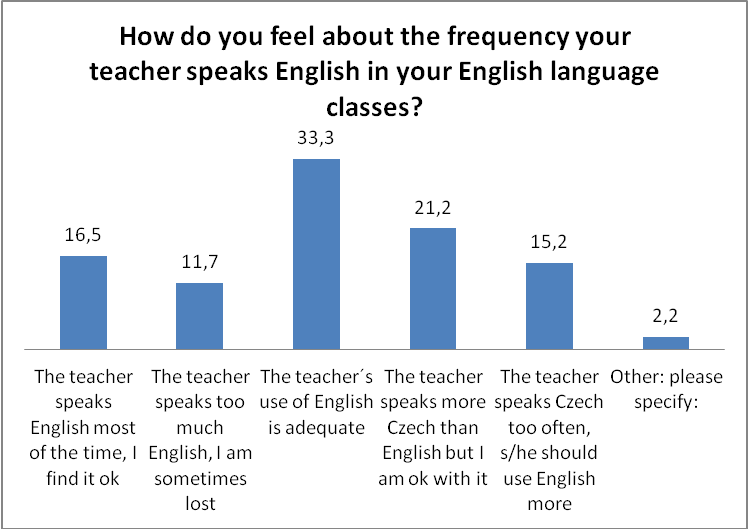 How do you feel about the frequency your
teacher speaks English in your English language
classes?
33,3
21,2
16,5
15,2
11,7
2,2
The teacher
speaks
English most
of the time, I
find it ok
The teacher
speaks too
much
English, I am
sometimes
lost
The teacher´s
use of English
is adequate
The teacher
speaks more
Czech than
English but I
am ok with it
The teacher
speaks Czech
too often,
s/he should
use English
more
Other: please
specify: